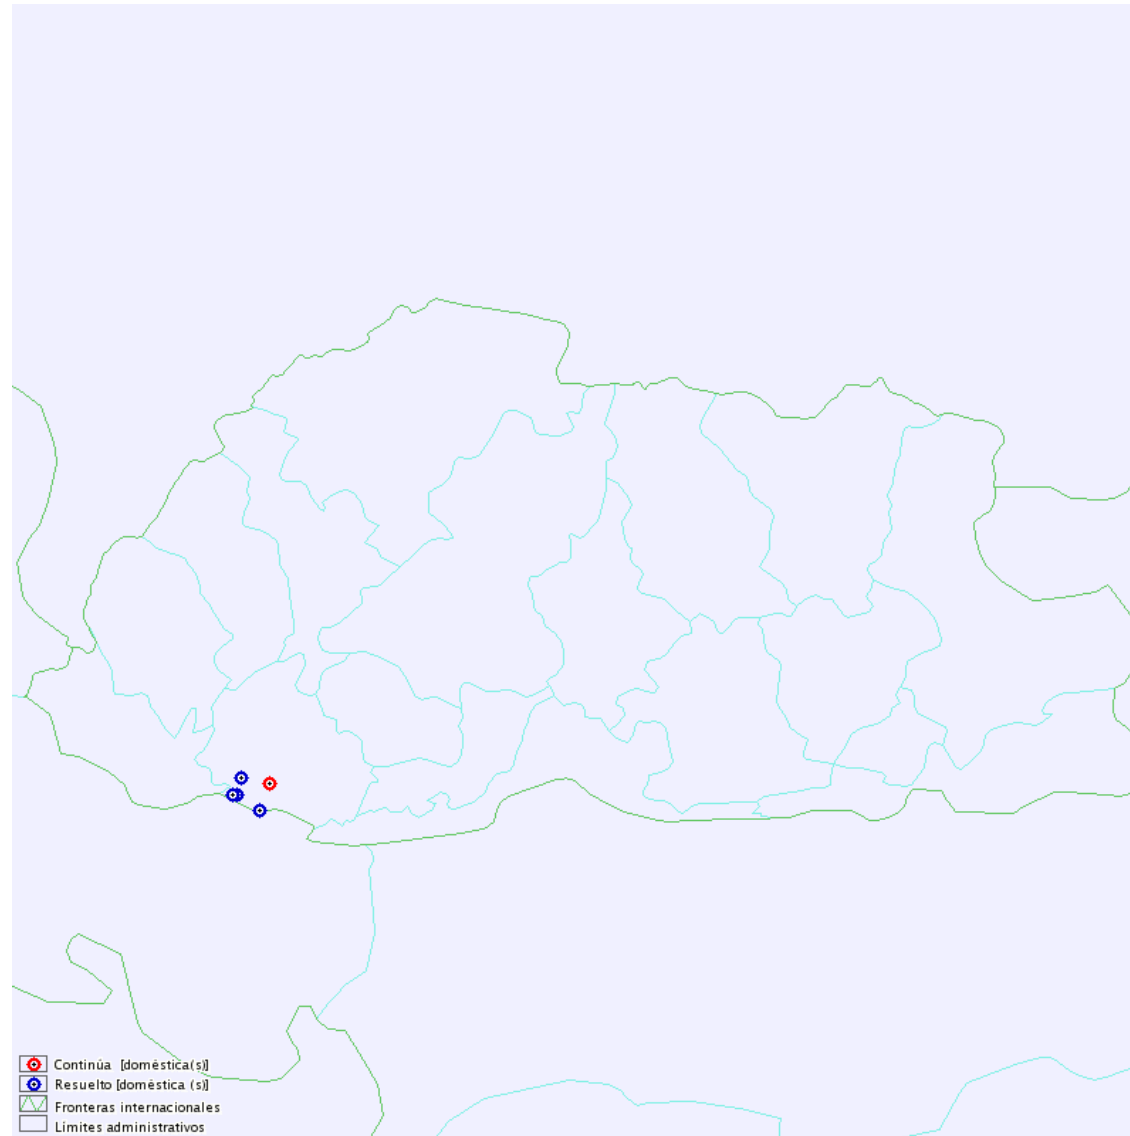 Continúa [doméstica(s)]
Resuelto [doméstica (s)]
Fronteras internacionales
Límites administrativos